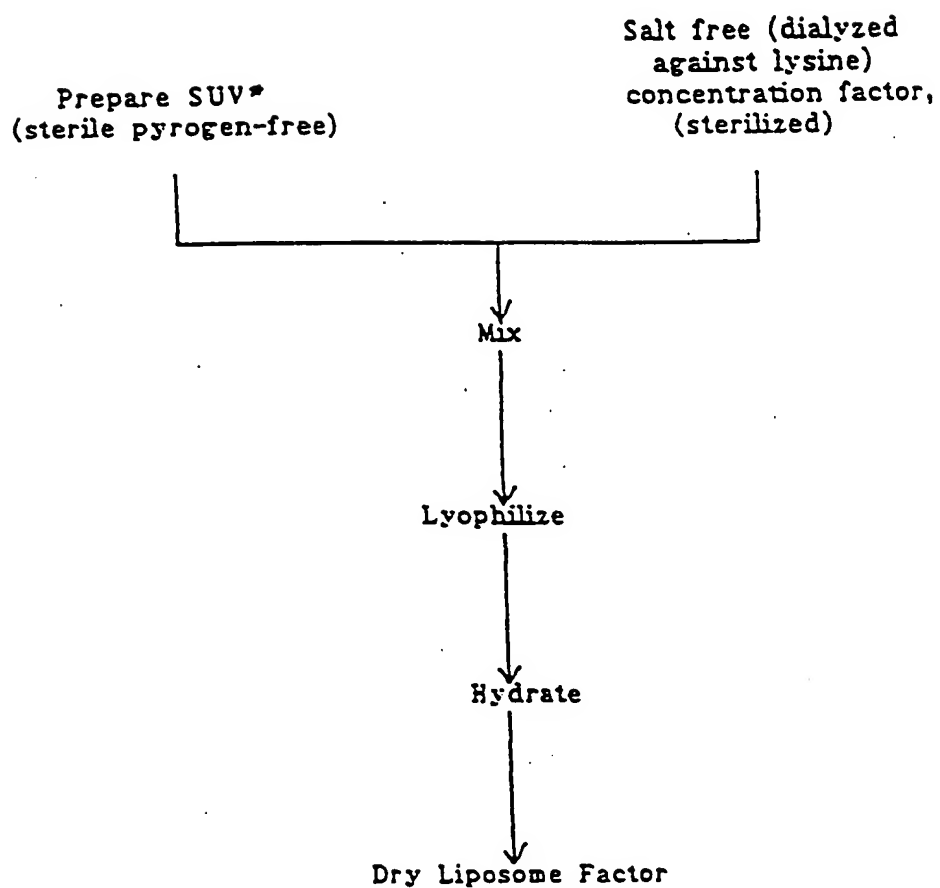 Prepare SUV*
(sterile pyrogen-free)
Salt free (dialyzed
against lysine)
concentration factor,
(sterilized)
Mix
Lyophilize
Hydrate
Dry Liposome Factor